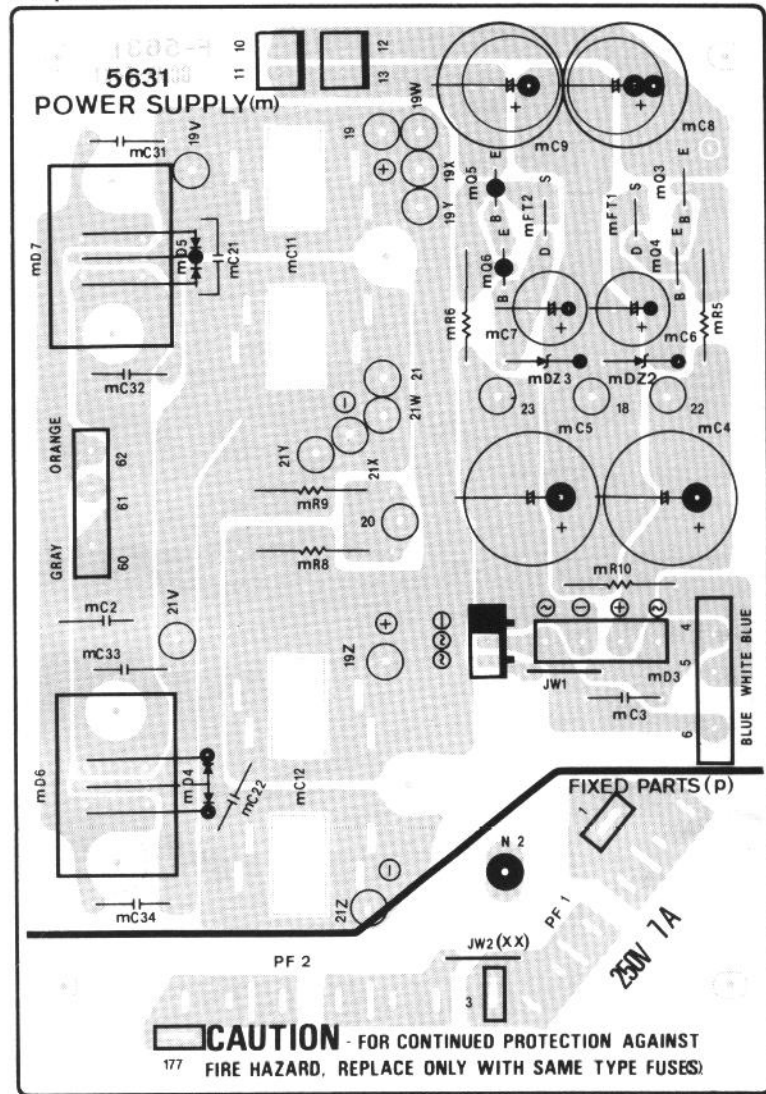 5631
POWER SUPPLY(m)
10
11
12
13
mC31
19V
19
19W
19X
19Y
+
mC9
mC8
+
+
mQ5
E
B
mFT2
S
D
mFT1
S
D
mQ3
E
B
mQ6
E
B
mQ4
E
B
mD7
mD5
mC21
mC11
mR6
mC7
+
mC6
+
mR5
mDZ3
mDZ2
mC32
21
21W
−
21Y
21X
23
18
22
mC5
mC4
+
+
ORANGE
GRAY
62
61
60
mR9
mR8
20
mR10
mC2
21V
mC33
+
19Z
−
~
~
~
−
+
~
mD3
JW1
mC3
4
5
6
BLUE WHITE BLUE
mD6
mD4
mC22
mC12
mC34
FIXED PARTS(p)
1
N 2
−
21Z
PF 1
250V 7A
PF 2
JW2(XX)
3
CAUTION - FOR CONTINUED PROTECTION AGAINST
177 FIRE HAZARD, REPLACE ONLY WITH SAME TYPE FUSE(S).